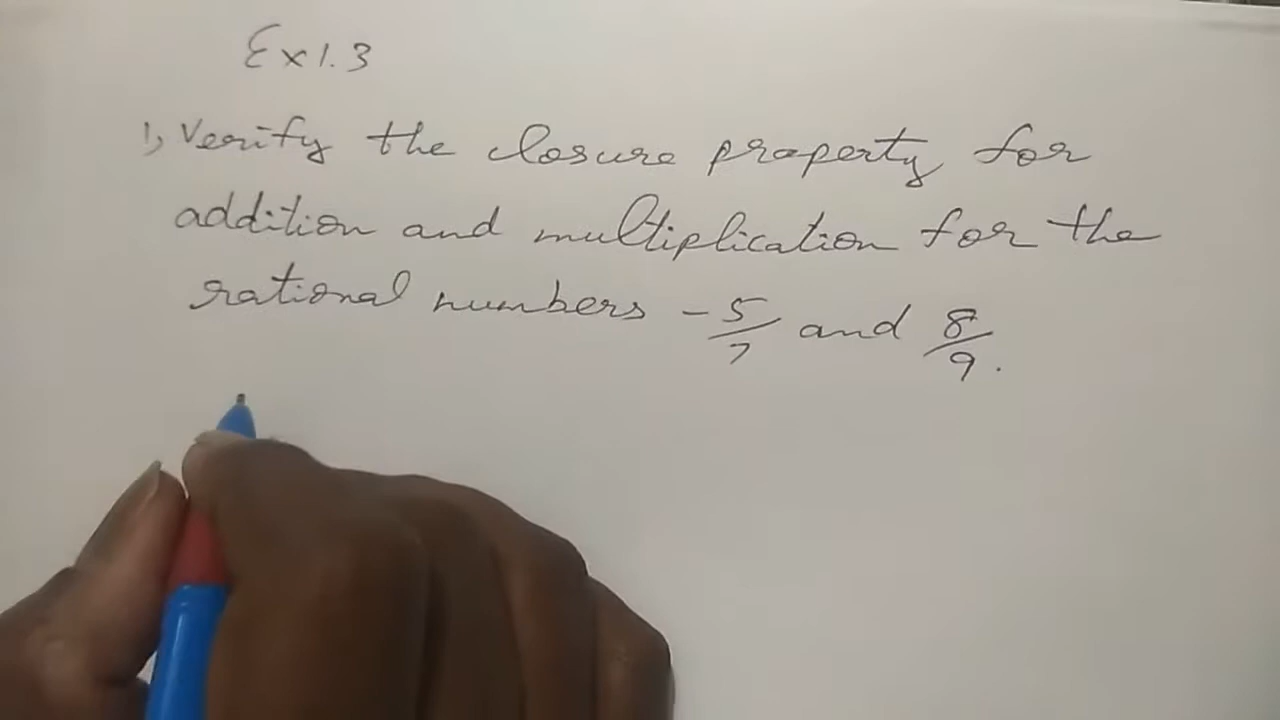 Ex 1.3
1, Verify the closure property for
addition and multiplication for the
rational numbers -5/7 and 8/9.